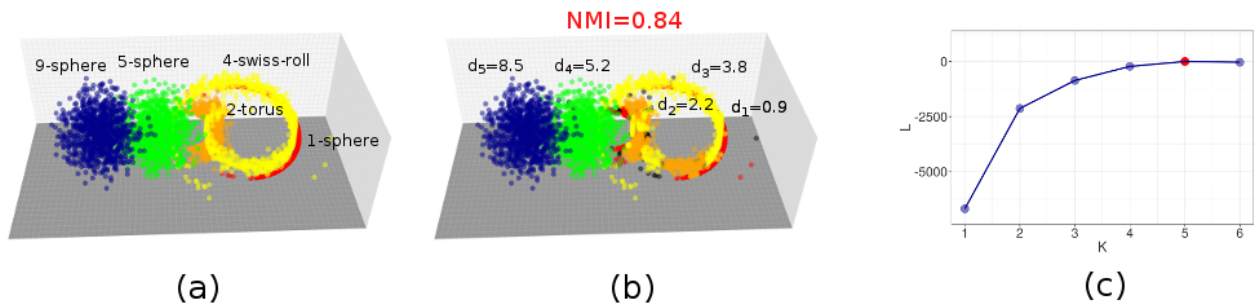 NMI=0.84
9-sphere
5-sphere
4-swiss-roll
2-torus
1-sphere
(a)
d₅=8.5
d₄=5.2
d₃=3.8
d₂=2.2
d₁=0.9
(b)
0
-2500
-5000
L
1 2 3 4 5 6
K
(c)